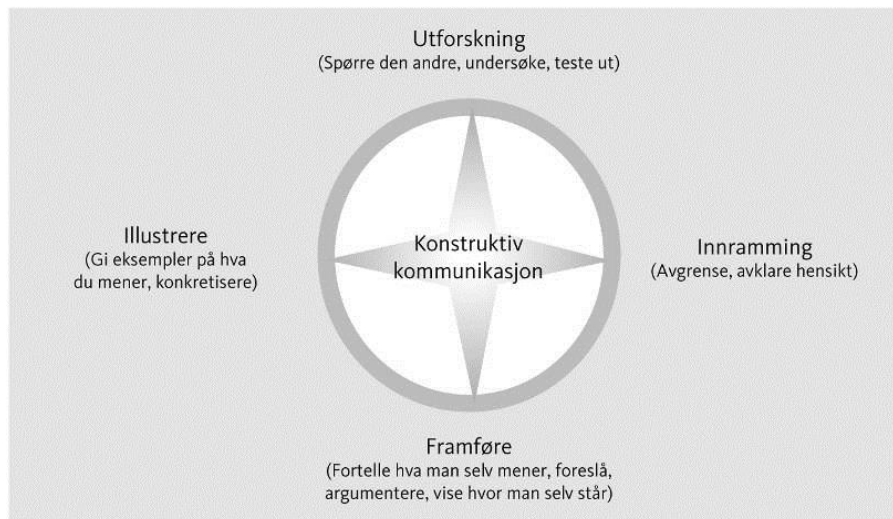 Utforskning
(Spørre den andre, undersøke, teste ut)
Illustrere
(Gi eksempler på hva
du mener, konkretisere)
Konstruktiv
kommunikasjon
Innramming
(Avgrense, avklare hensikt)
Framføre
(Fortelle hva man selv mener, foreslå,
argumentere, vise hvor man selv står)